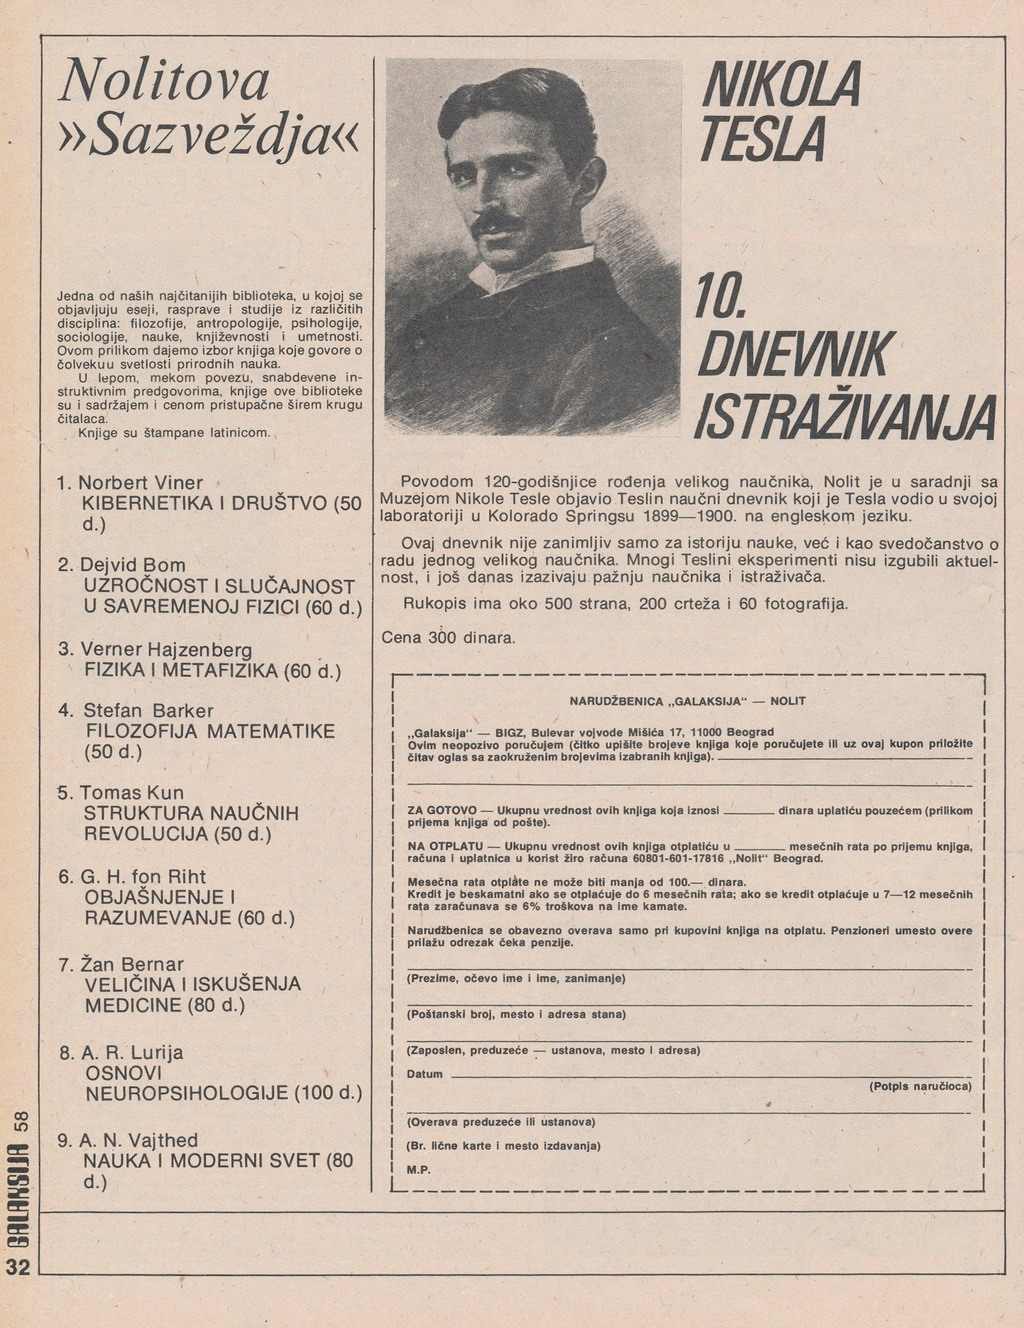 Nolitova
»Sazveždja«
Jedna od naših najčitanijih biblioteka, u kojoj se
objavljuju eseji, rasprave i studije iz različitih
disciplina: filozofije, antropologije, psihologije,
sociologije, nauke, književnosti i umetnosti.
Ovom prilikom dajemo izbor knjiga koje govore o
čolveku u svetlosti prirodnih nauka.
U lepom, mekom povezu, snabdevene in-
struktivnim predgovorima, knjige ove biblioteke
su i sadržajem i cenom pristupačne širem krugu
čitalaca.
Knjige su štampane latinicom.
1. Norbert Viner
KIBERNETIKA I DRUŠTVO (50
d.)
2. Dejvid Bom
UZROČNOST I SLUČAJNOST
U SAVREMENOJ FIZICI (60 d.)
3. Verner Hajzenberg
FIZIKA I METAFIZIKA (60 d.)
4. Stefan Barker
FILOZOFIJA MATEMATIKE
(50 d.)
5. Tomas Kun
STRUKTURA NAUČNIH
REVOLUCIJA (50 d.)
6. G. H. fon Riht
OBJAŠNJENJE I
RAZUMEVANJE (60 d.)
7. Žan Bernar
VELIČINA I ISKUŠENJA
MEDICINE (80 d.)
8. A. R. Lurija
OSNOVI
NEUROPSIHOLOGIJE (100 d.)
9. A. N. Vajthed
NAUKA I MODERNI SVET (80
d.)
NIKOLA
TESLA
10.
DNEVNIK
ISTRAŽIVANJA
Povodom 120-godišnjice rođenja velikog naučnika, Nolit je u saradnji sa
Muzejom Nikole Tesle objavio Teslin naučni dnevnik koji je Tesla vodio u svojoj
laboratoriji u Kolorado Springsu 1899—1900. na engleskom jeziku.
Ovaj dnevnik nije zanimljiv samo za istoriju nauke, već i kao svedočanstvo o
radu jednog velikog naučnika. Mnogi Teslini eksperimenti nisu izgubili aktuel-
nost, i još danas izazivaju pažnju naučnika i istraživača.
Rukopis ima oko 500 strana, 200 crteža i 60 fotografija.
Cena 300 dinara.
NARUDŽBENICA „GALAKSIJA“ — NOLIT
„Galaksija“ — BIGZ, Bulevar vojvode Mišića 17, 11000 Beograd
Ovim neopozivo poručujem (čitko upišite brojeve knjiga koje poručujete ili uz ovaj kupon priložite
čitav oglas sa zaokruženim brojevima izabranih knjiga).
ZA GOTOVO — Ukupnu vrednost ovih knjiga koja iznosi ______ dinara uplatiću pouzećem (prilikom
prijema knjiga od pošte).
NA OTPLATU — Ukupnu vrednost ovih knjiga otplatiću u ______ mesečnih rata po prijemu knjiga,
računa i uplatnica u korist žiro računa 60801-601-17816 „Nolit“ Beograd.
Mesečna rata otplate ne može biti manja od 100.— dinara.
Kredit je beskamatni ako se otplaćuje do 6 mesečnih rata; ako se kredit otplaćuje u 7—12 mesečnih
rata zaračunava se 6% troškova na ime kamate.
Narudžbenica se obavezno overava samo pri kupovini knjiga na otplatu. Penzioneri umesto overe
prilažu odrezak čeka penzije.
(Prezime, očevo ime i ime, zanimanje)
(Poštanski broj, mesto i adresa stana)
(Zaposlen, preduzeće — ustanova, mesto i adresa)
Datum
(Potpis naručioca)
(Overava preduzeće ili ustanova)
(Br. lične karte i mesto izdavanja)
M.P.
GALAKSIJA 58
32